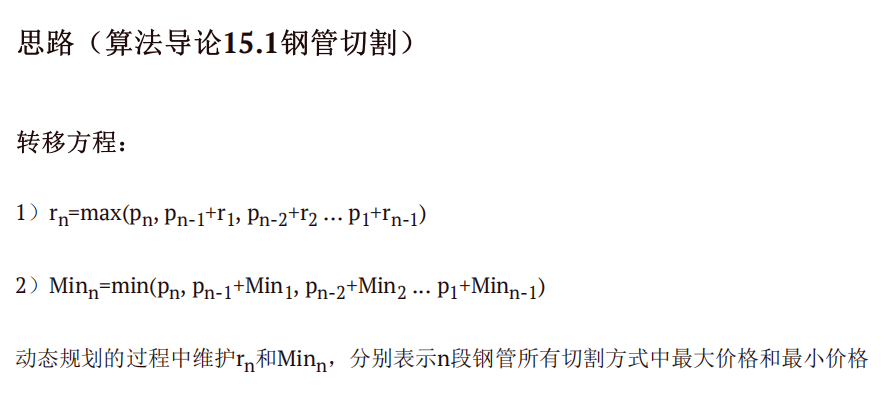 思路（算法导论15.1钢管切割）
转移方程：
1）rn=max(pn, pn-1+r1, pn-2+r2 ... p1+rn-1)
2）Minn=min(pn, pn-1+Min1, pn-2+Min2 ... p1+Minn-1)
动态规划的过程中维护rn和Minn，分别表示n段钢管所有切割方式中最大价格和最小价格